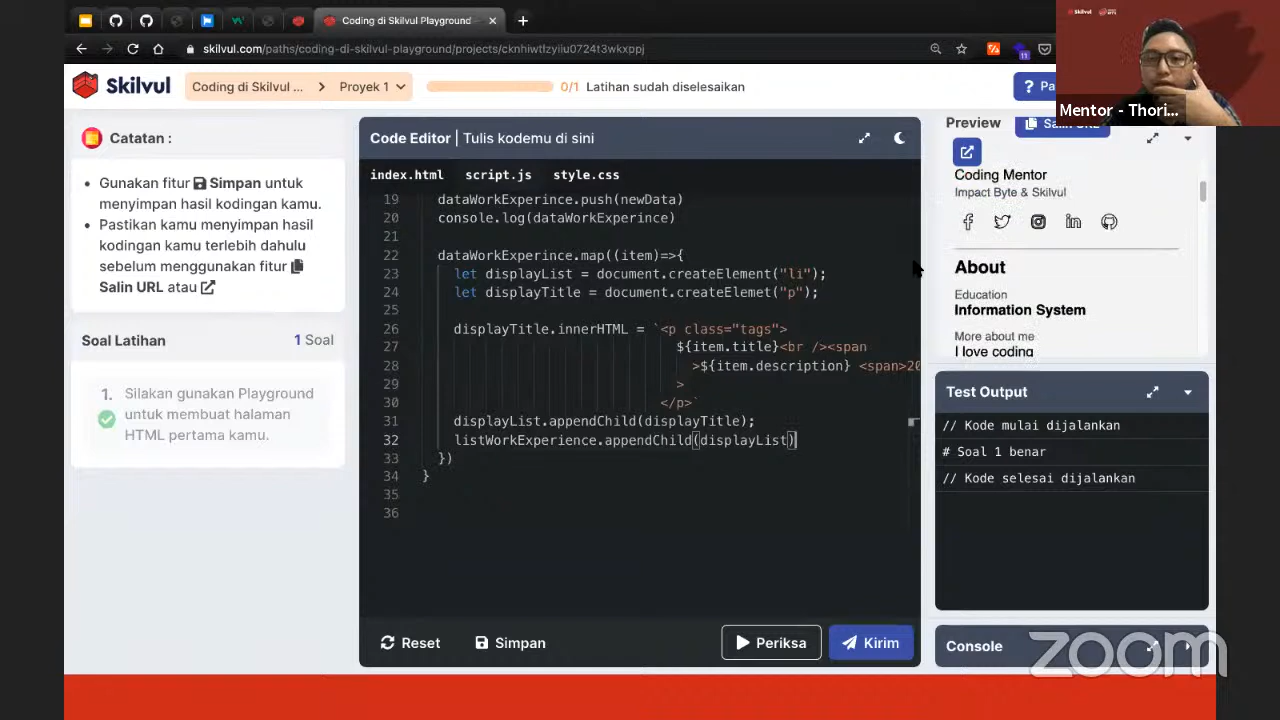 Coding di Skilvul Playground
skilvul.com/paths/coding-di-skilvul-playground/projects/cknhiwtlzyiiu0724t3wkxppj
11
Skilvul
Mentor - Thori...
Skilvul
Coding di Skilvul ...
Proyek 1
0/1 Latihan sudah diselesaikan
? Pa
Catatan :
Gunakan fitur Simpan untuk
menyimpan hasil kodingan kamu.
Pastikan kamu menyimpan hasil
kodingan kamu terlebih dahulu
sebelum menggunakan fitur
Salin URL atau
Soal Latihan
1 Soal
1. Silakan gunakan Playground
untuk membuat halaman
HTML pertama kamu.
Code Editor | Tulis kodemu di sini
index.html script.js style.css
19 dataWorkExperince.push(newData)
20 console.log(dataWorkExperince)
21
22 dataWorkExperince.map((item)=>{
23 let displayList = document.createElement("li");
24 let displayTitle = document.createElemet("p");
25
26 displayTitle.innerHTML = `<p class="tags">
27 ${item.title}<br /><span
28 >${item.description} <span>20
29 >
30 </p>`
31 displayList.appendChild(displayTitle);
32 listWorkExperience.appendChild(displayList)
33 })
34 }
35
36
Reset
Simpan
Periksa
Kirim
Preview
Salin URL
Coding Mentor
Impact Byte & Skilvul
About
Education
Information System
More about me
I love coding
Test Output
// Kode mulai dijalankan
# Soal 1 benar
// Kode selesai dijalankan
Console
zoom